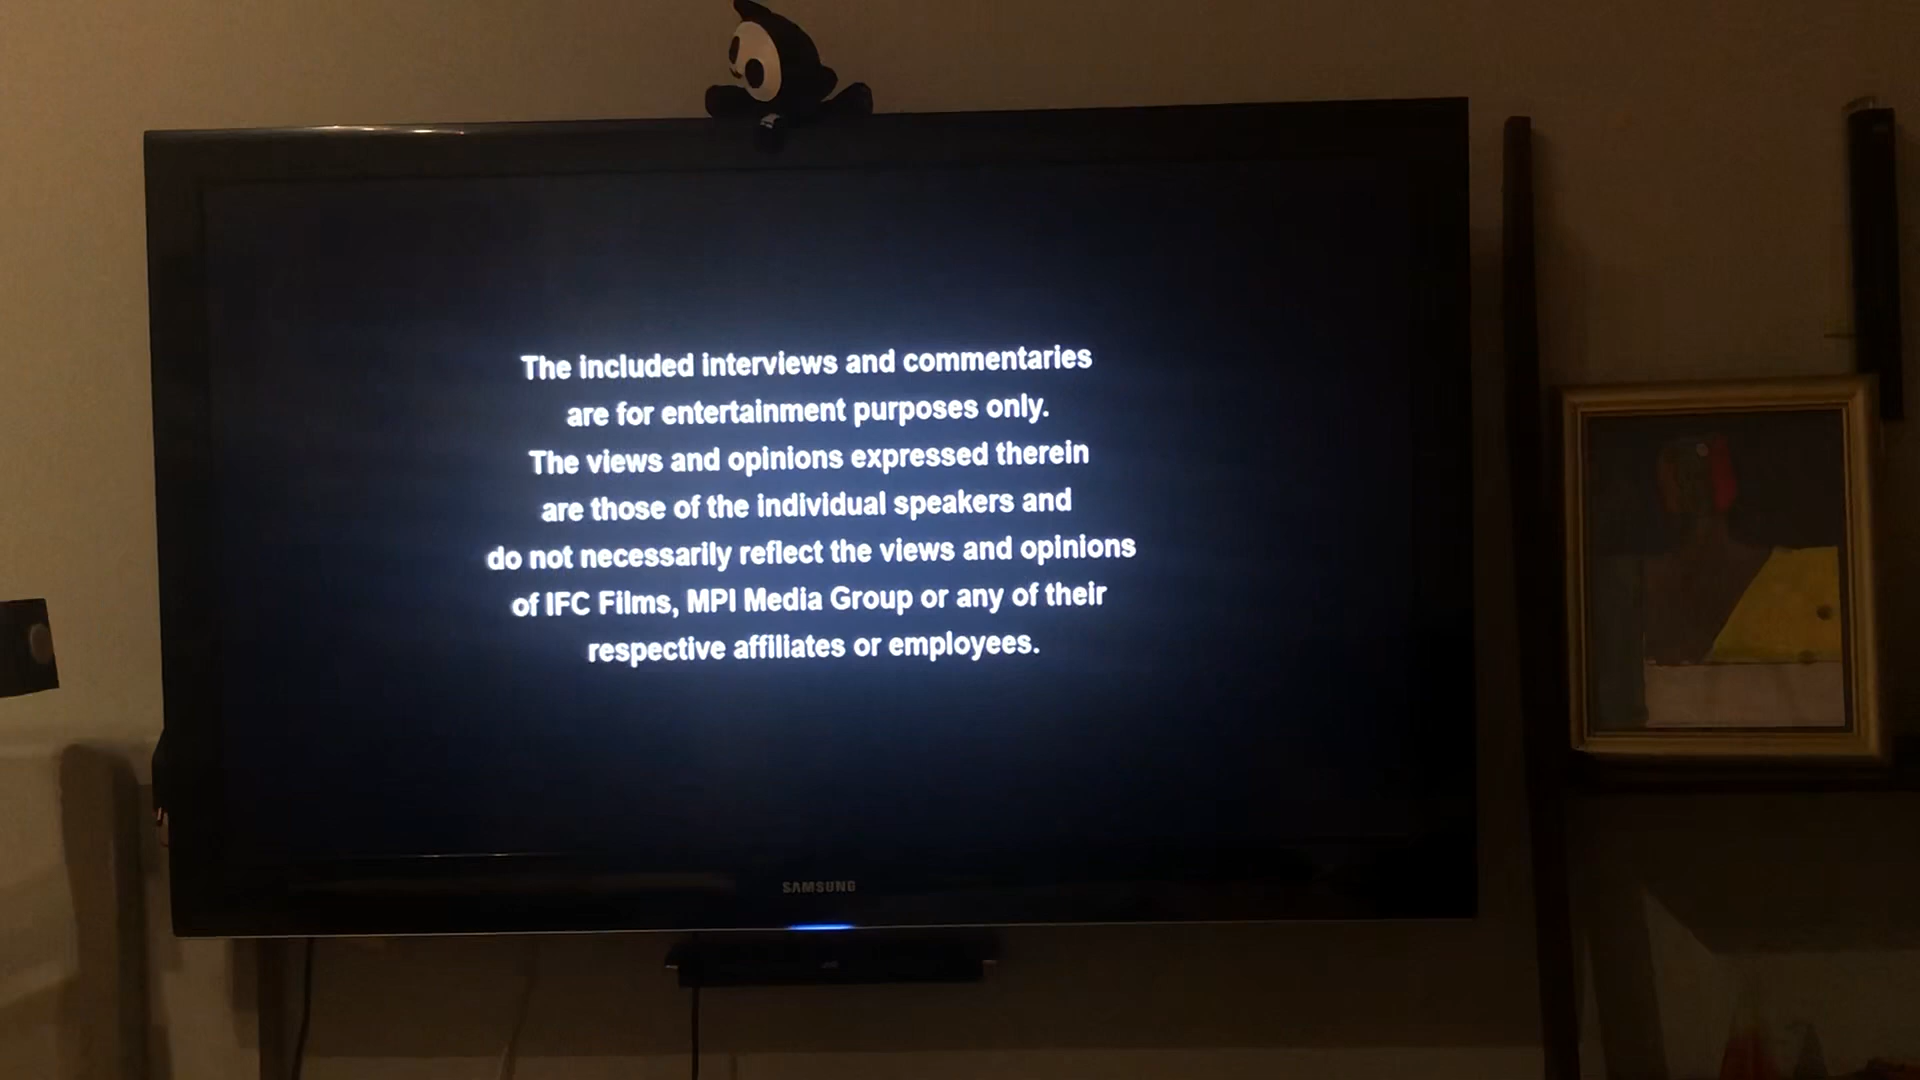 The included interviews and commentaries
are for entertainment purposes only.
The views and opinions expressed therein
are those of the individual speakers and
do not necessarily reflect the views and opinions
of IFC Films, MPI Media Group or any of their
respective affiliates or employees.
SAMSUNG